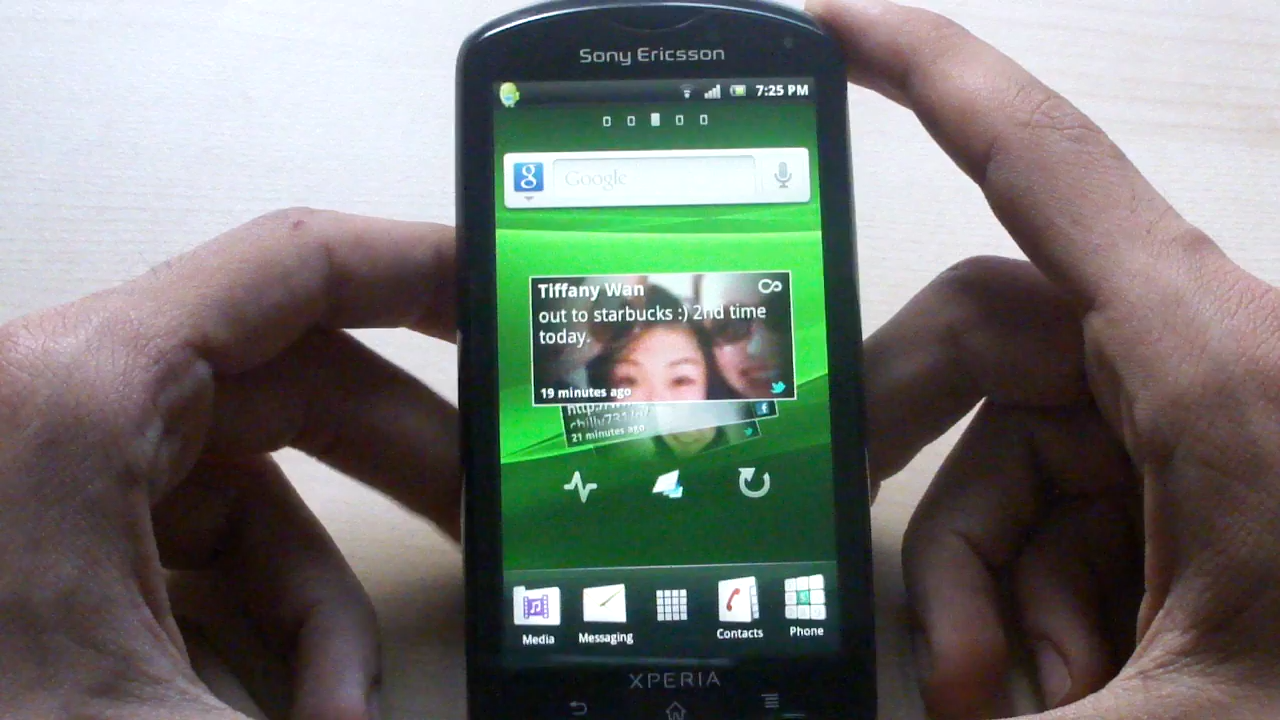 Sony Ericsson
7:25 PM
g Google
Tiffany Wan
out to starbucks :) 2nd time
today.
19 minutes ago
chilly731/
21 minutes ago
Media
Messaging
Contacts
Phone
XPERIA